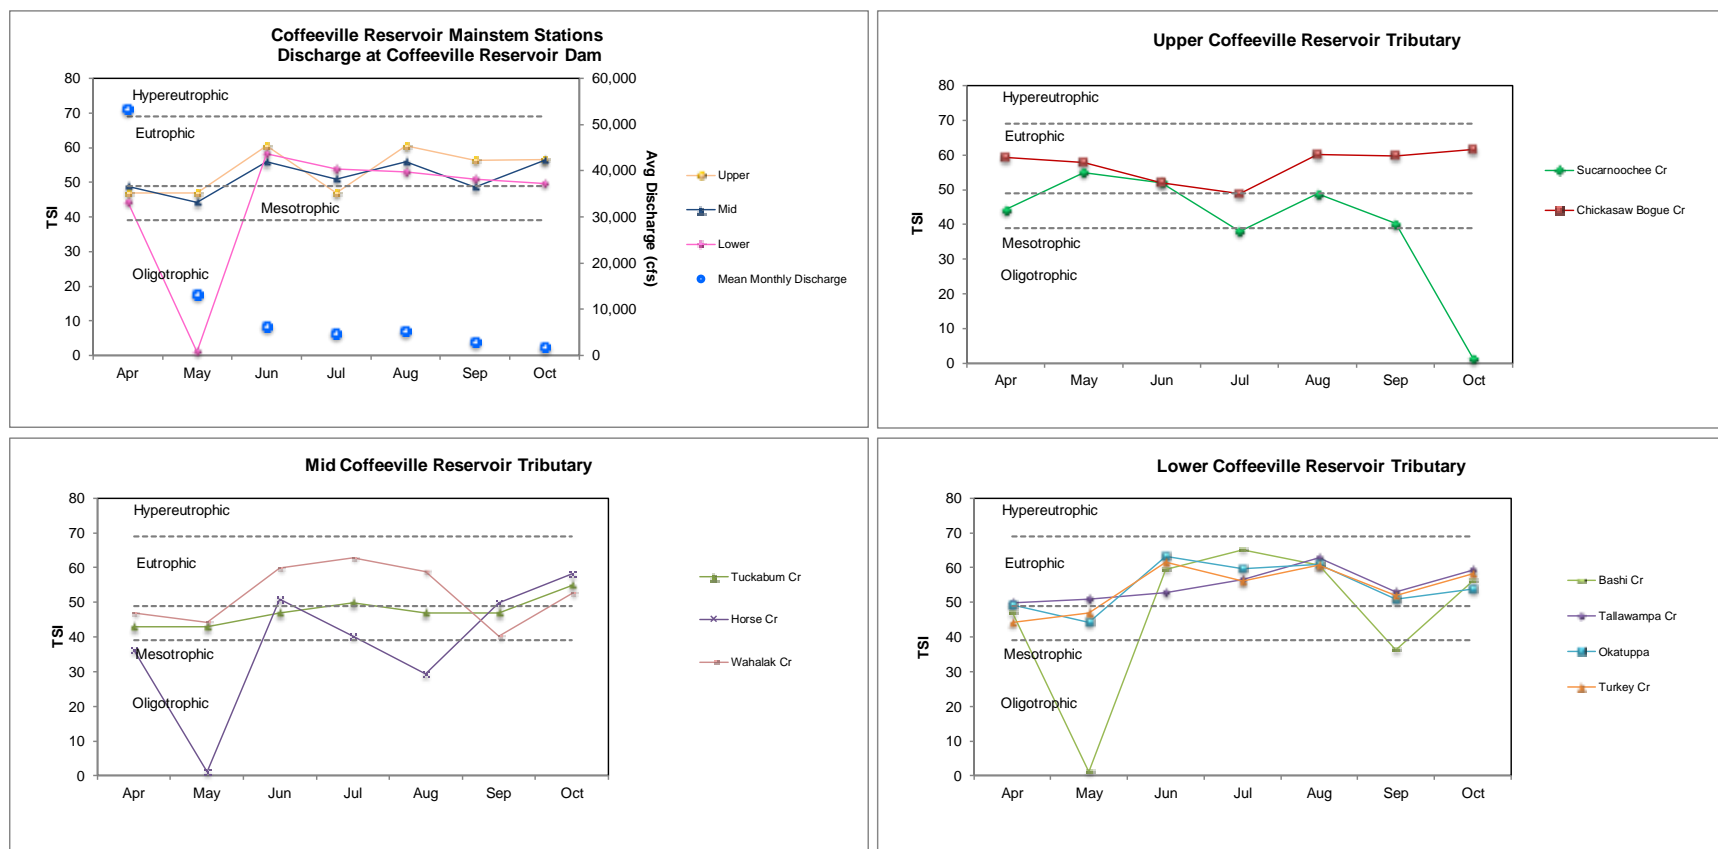 Coffeeville Reservoir Mainstem Stations
Discharge at Coffeeville Reservoir Dam
80
70
60
50
40
30
20
10
0
TSI
Hypereutrophic
Eutrophic
Mesotrophic
Oligotrophic
60,000
50,000
40,000
30,000
20,000
10,000
0
Avg Discharge (cfs)
Apr May Jun Jul Aug Sep Oct
Upper
Mid
Lower
Mean Monthly Discharge
Upper Coffeeville Reservoir Tributary
80
70
60
50
40
30
20
10
0
TSI
Hypereutrophic
Eutrophic
Mesotrophic
Oligotrophic
Apr May Jun Jul Aug Sep Oct
Sucarnoochee Cr
Chickasaw Bogue Cr
Mid Coffeeville Reservoir Tributary
80
70
60
50
40
30
20
10
0
TSI
Hypereutrophic
Eutrophic
Mesotrophic
Oligotrophic
Apr May Jun Jul Aug Sep Oct
Tuckabum Cr
Horse Cr
Wahalak Cr
Lower Coffeeville Reservoir Tributary
80
70
60
50
40
30
20
10
0
TSI
Hypereutrophic
Eutrophic
Mesotrophic
Oligotrophic
Apr May Jun Jul Aug Sep Oct
Bashi Cr
Tallawampa Cr
Okatuppa
Turkey Cr